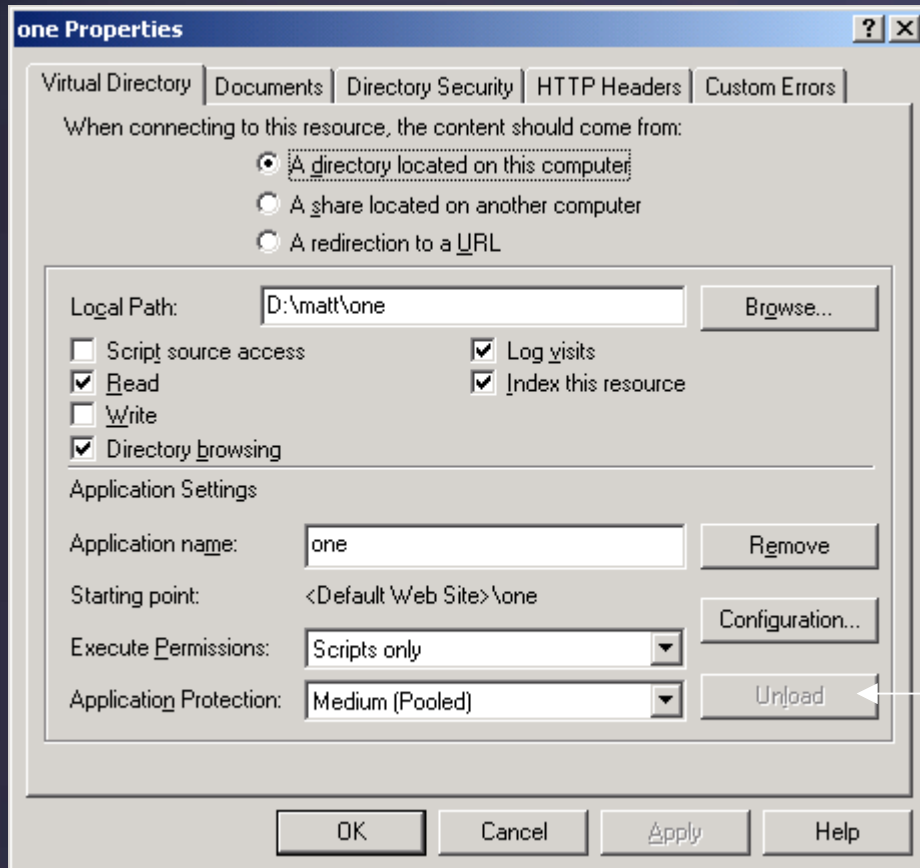 one Properties
Virtual Directory Documents Directory Security HTTP Headers Custom Errors
When connecting to this resource, the content should come from:
A directory located on this computer
A share located on another computer
A redirection to a URL
Local Path: D:\matt\one Browse...
Script source access Log visits
Read Index this resource
Write
Directory browsing
Application Settings
Application name: one Remove
Starting point: <Default Web Site>\one
Configuration...
Execute Permissions: Scripts only
Application Protection: Medium (Pooled) Unload
OK Cancel Apply Help